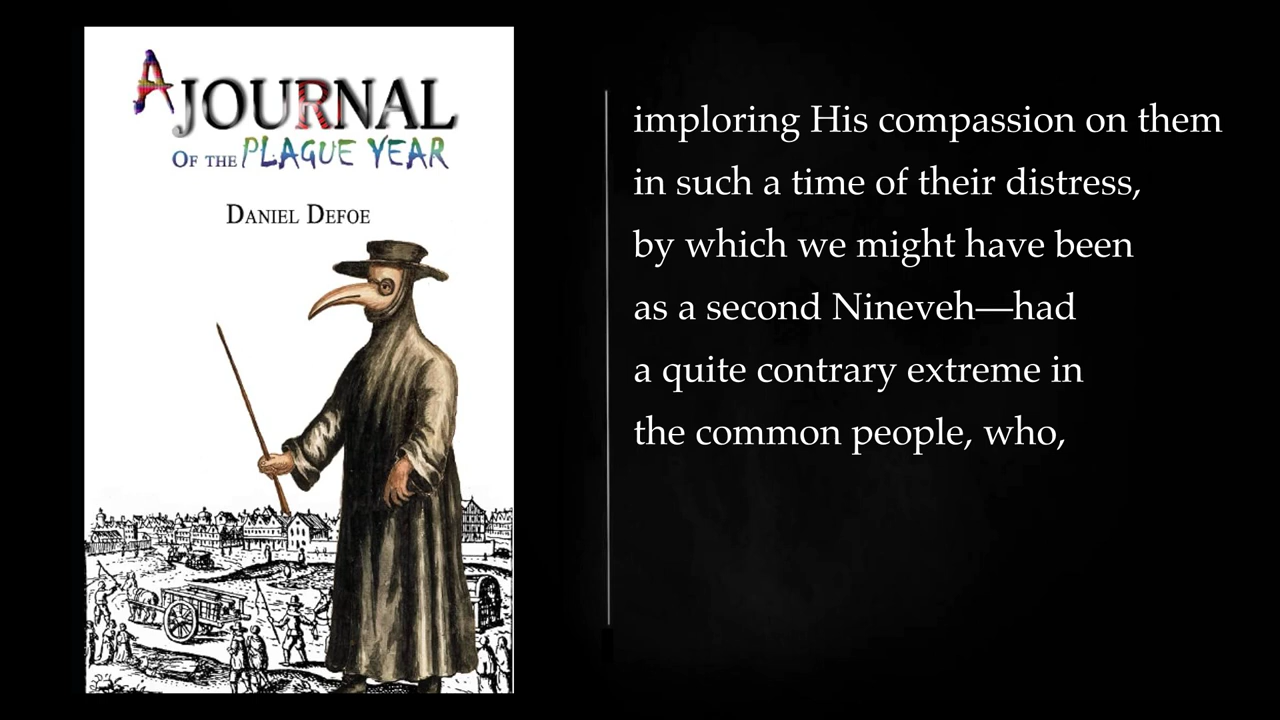 A JOURNAL
OF THE PLAGUE YEAR
DANIEL DEFOE
imploring His compassion on them
in such a time of their distress,
by which we might have been
as a second Nineveh—had
a quite contrary extreme in
the common people, who,